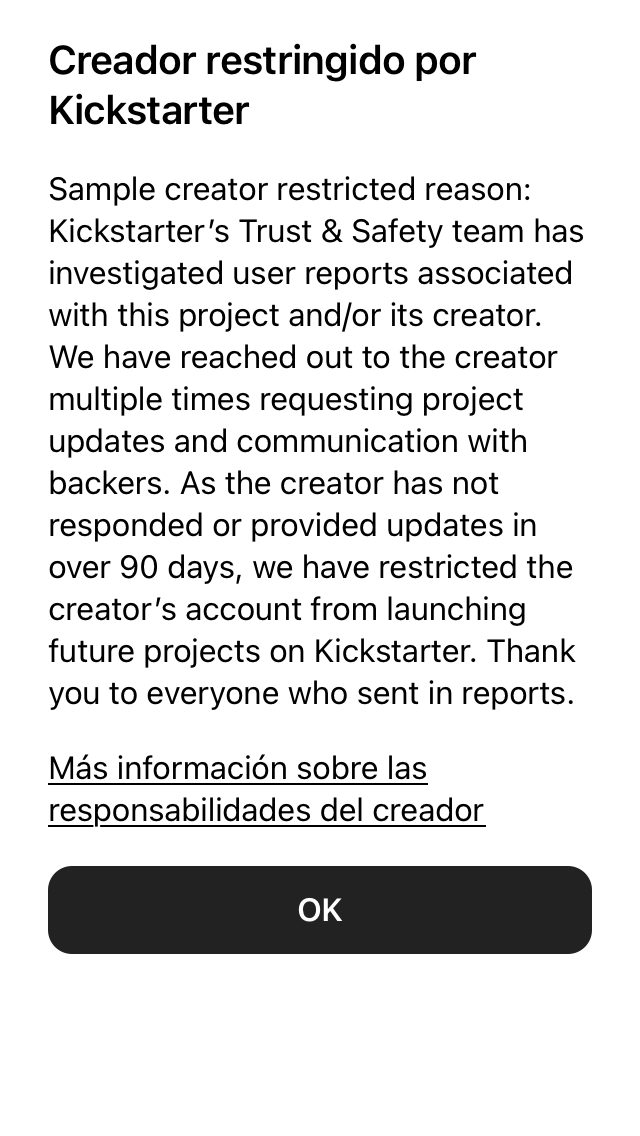 Creador restringido por
Kickstarter
Sample creator restricted reason:
Kickstarter’s Trust & Safety team has
investigated user reports associated
with this project and/or its creator.
We have reached out to the creator
multiple times requesting project
updates and communication with
backers. As the creator has not
responded or provided updates in
over 90 days, we have restricted the
creator’s account from launching
future projects on Kickstarter. Thank
you to everyone who sent in reports.
Más información sobre las
responsabilidades del creador
OK